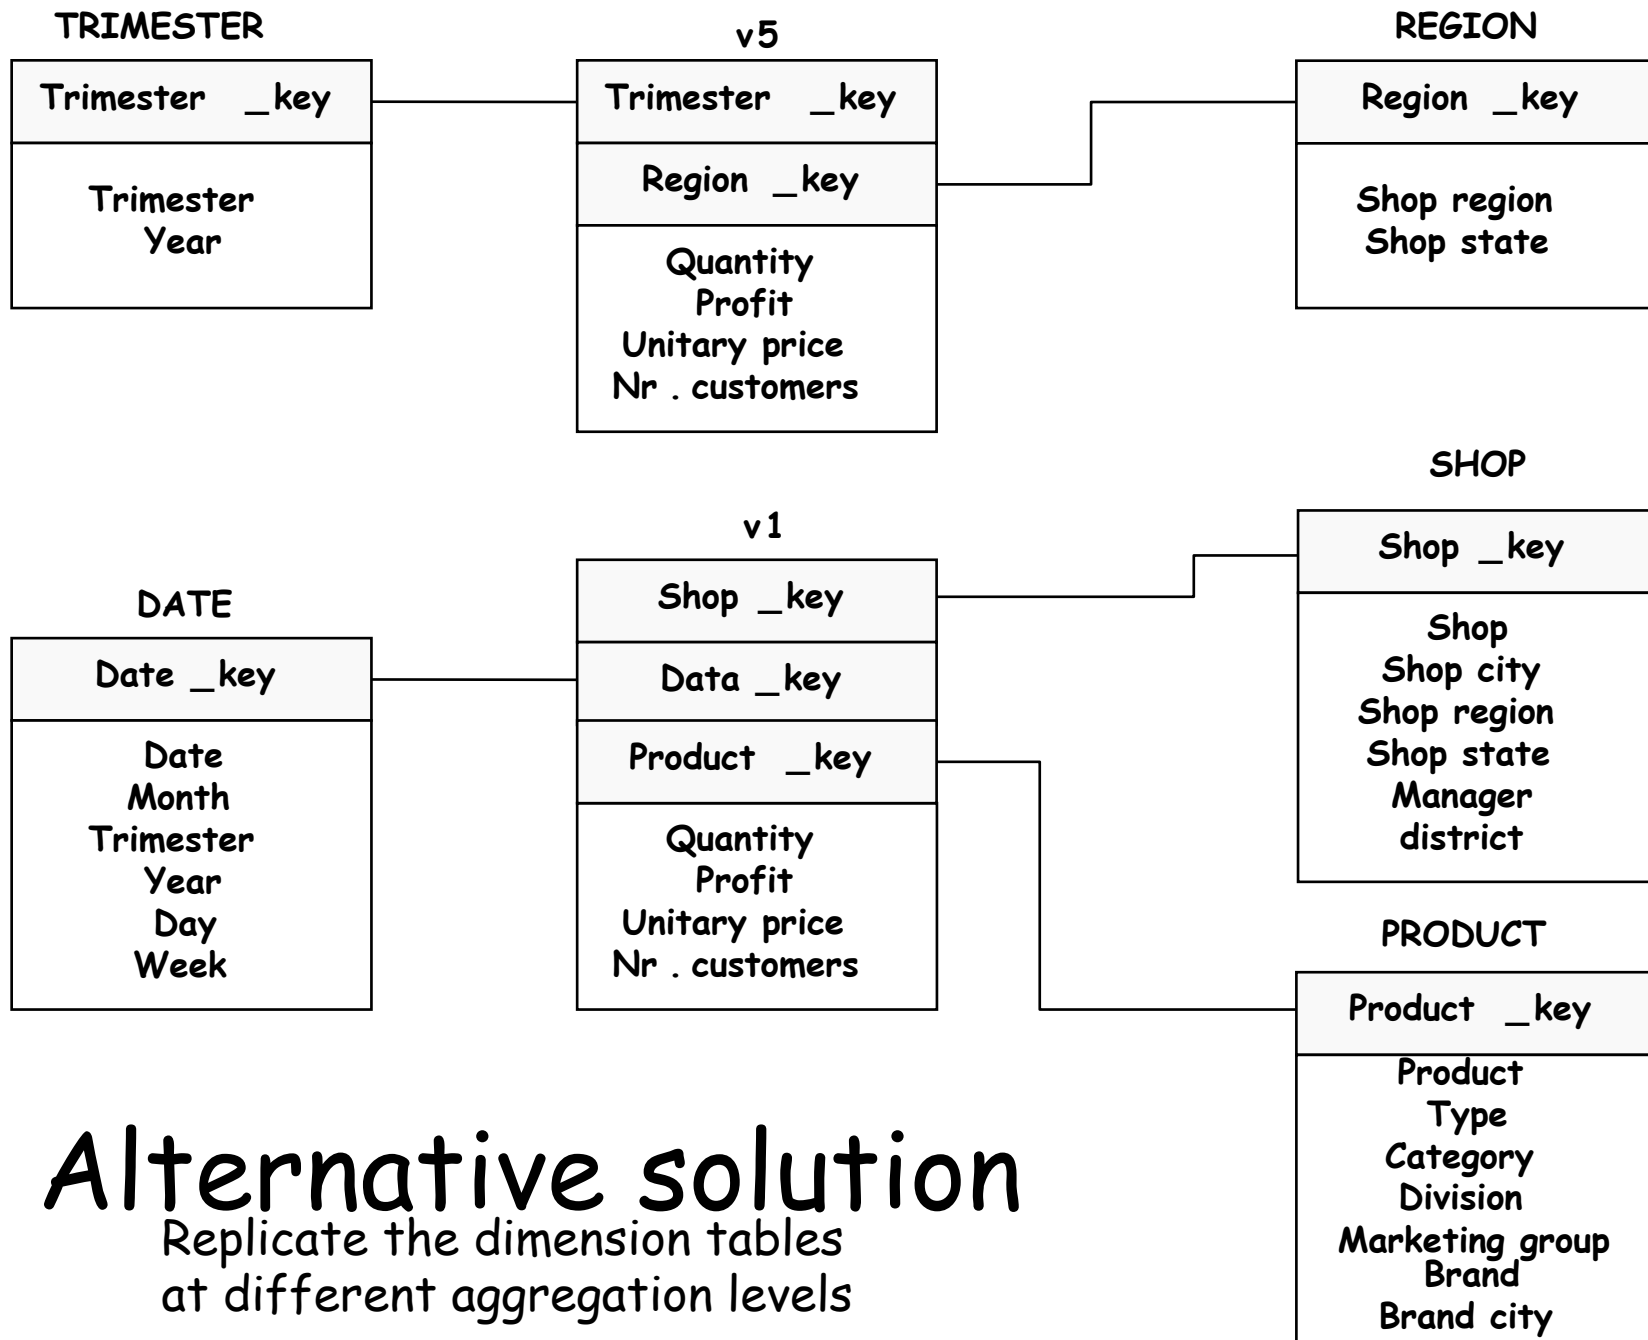 TRIMESTER
Trimester _key
Trimester
Year
v5
Trimester _key
Region _key
Quantity
Profit
Unitary price
Nr . customers
REGION
Region _key
Shop region
Shop state
DATE
Date _key
Date
Month
Trimester
Year
Day
Week
v1
Shop _key
Data _key
Product _key
Quantity
Profit
Unitary price
Nr . customers
SHOP
Shop _key
Shop
Shop city
Shop region
Shop state
Manager
district
PRODUCT
Product _key
Product
Type
Category
Division
Marketing group
Brand
Brand city
Alternative solution
Replicate the dimension tables
at different aggregation levels